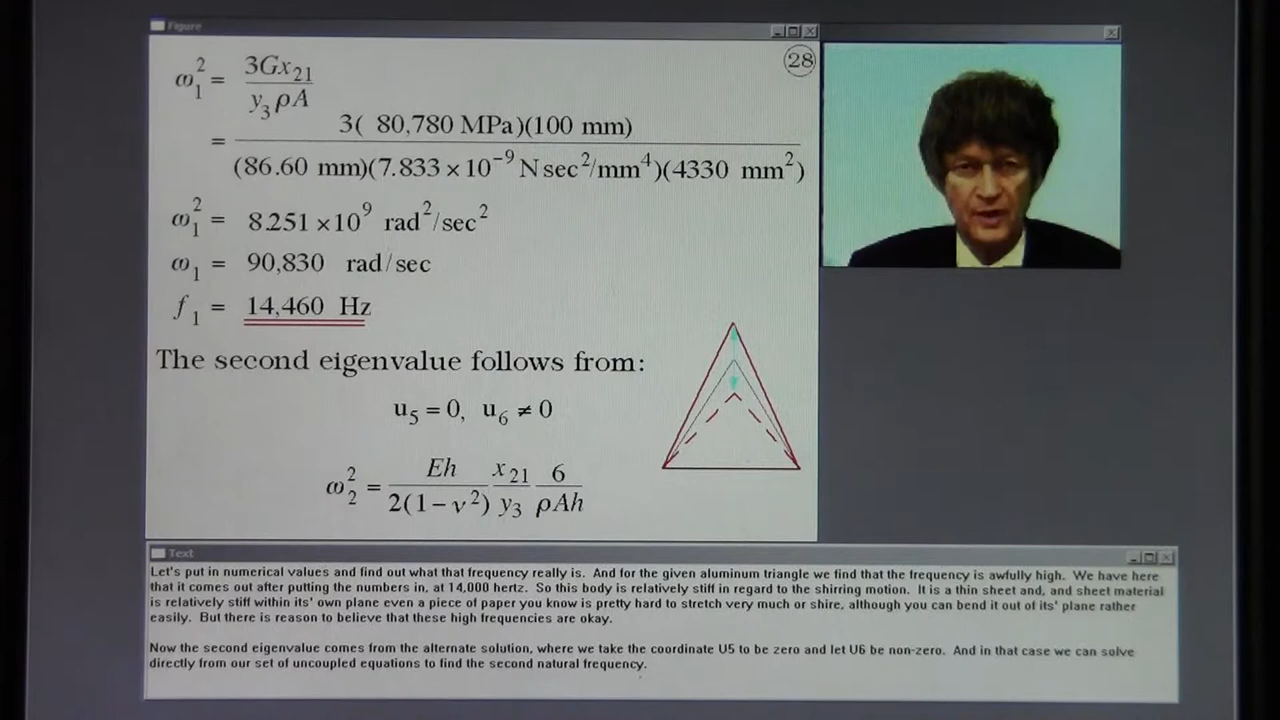 Figure
28
ω₁² = 3Gx₂₁ / y₃ρA
= 3( 80,780 MPa)(100 mm) / (86.60 mm)(7.833 × 10⁻⁹ N sec²/mm⁴)(4330 mm²)
ω₁² = 8.251 ×10⁹ rad²/sec²
ω₁ = 90,830 rad/sec
f₁ = 14,460 Hz
The second eigenvalue follows from:
u₅ = 0, u₆ ≠ 0
ω₂² = Eh / 2(1 − ν²) x₂₁ / y₃ 6 / ρAh
Text
Let's put in numerical values and find out what that frequency really is. And for the given aluminum triangle we find that the frequency is awfully high. We have here
that it comes out after putting the numbers in, at 14,000 hertz. So this body is relatively stiff in regard to the shirring motion. It is a thin sheet and, and sheet material
is relatively stiff within its' own plane even a piece of paper you know is pretty hard to stretch very much or shire, although you can bend it out of its' plane rather
easily. But there is reason to believe that these high frequencies are okay.
Now the second eigenvalue comes from the alternate solution, where we take the coordinate U5 to be zero and let U6 be non-zero. And in that case we can solve
directly from our set of uncoupled equations to find the second natural frequency.